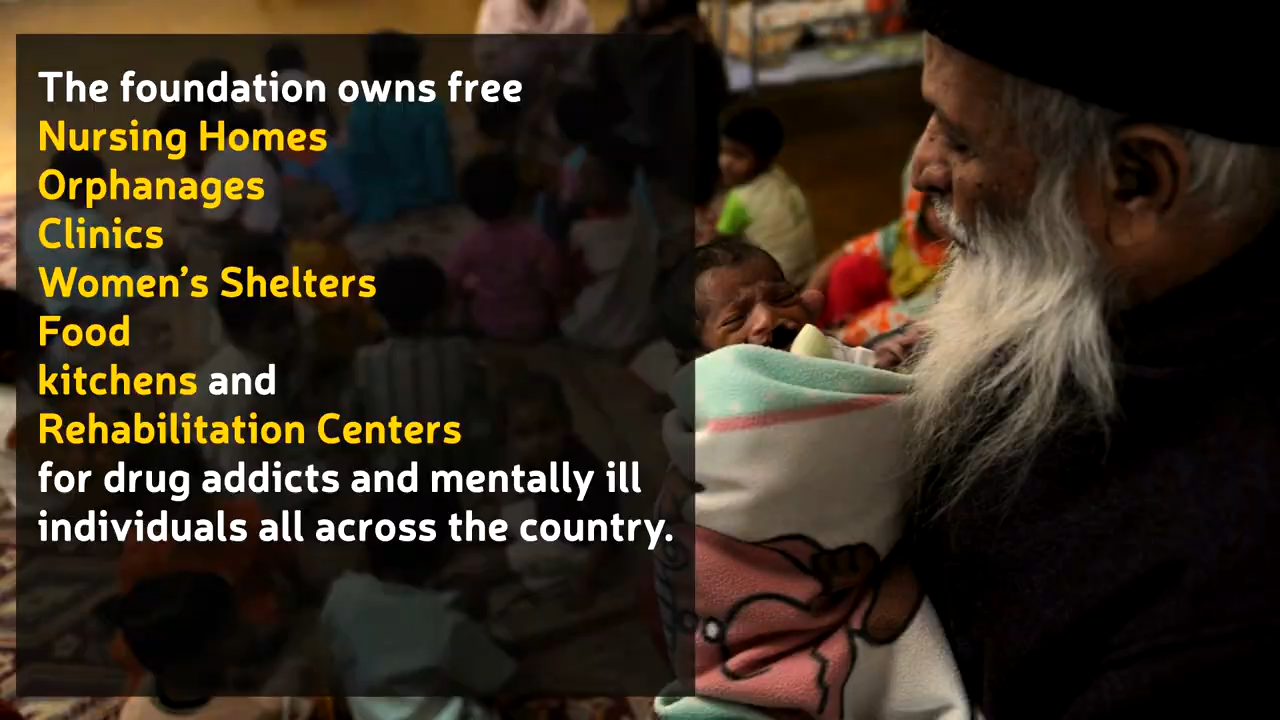 The foundation owns free
Nursing Homes
Orphanages
Clinics
Women’s Shelters
Food
kitchens and
Rehabilitation Centers
for drug addicts and mentally ill
individuals all across the country.